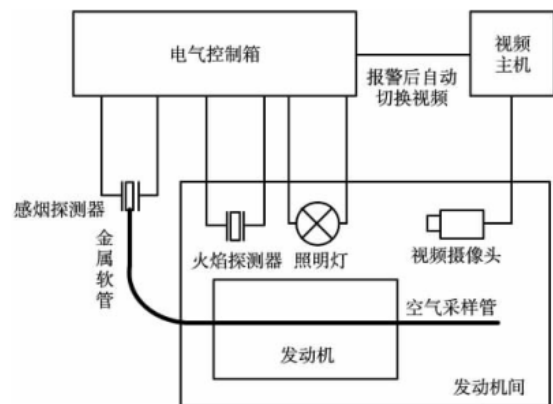 电气控制箱
视频
主机
报警后自动
切换视频
感烟探测器
金属软管
火焰探测器
照明灯
视频摄像头
空气采样管
发动机
发动机间